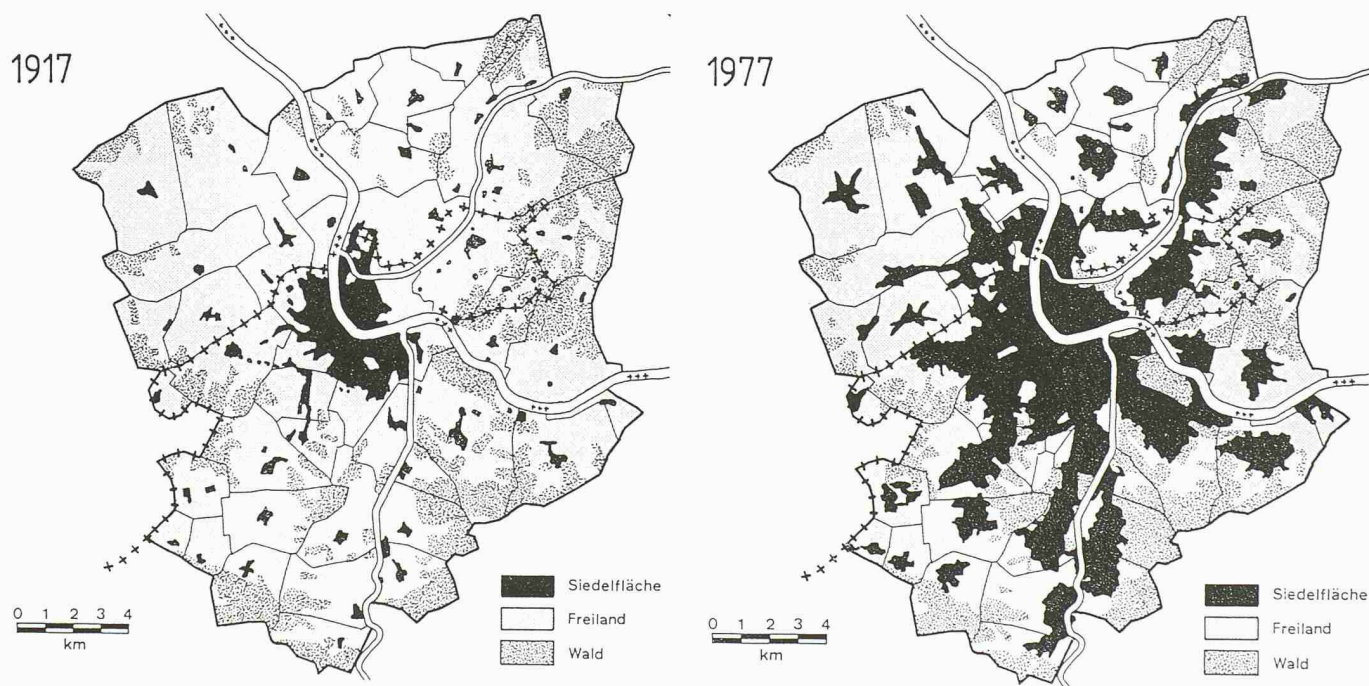 1917
0 1 2 3 4
km
Siedelfläche
Freiland
Wald
1977
0 1 2 3 4
km
Siedelfläche
Freiland
Wald